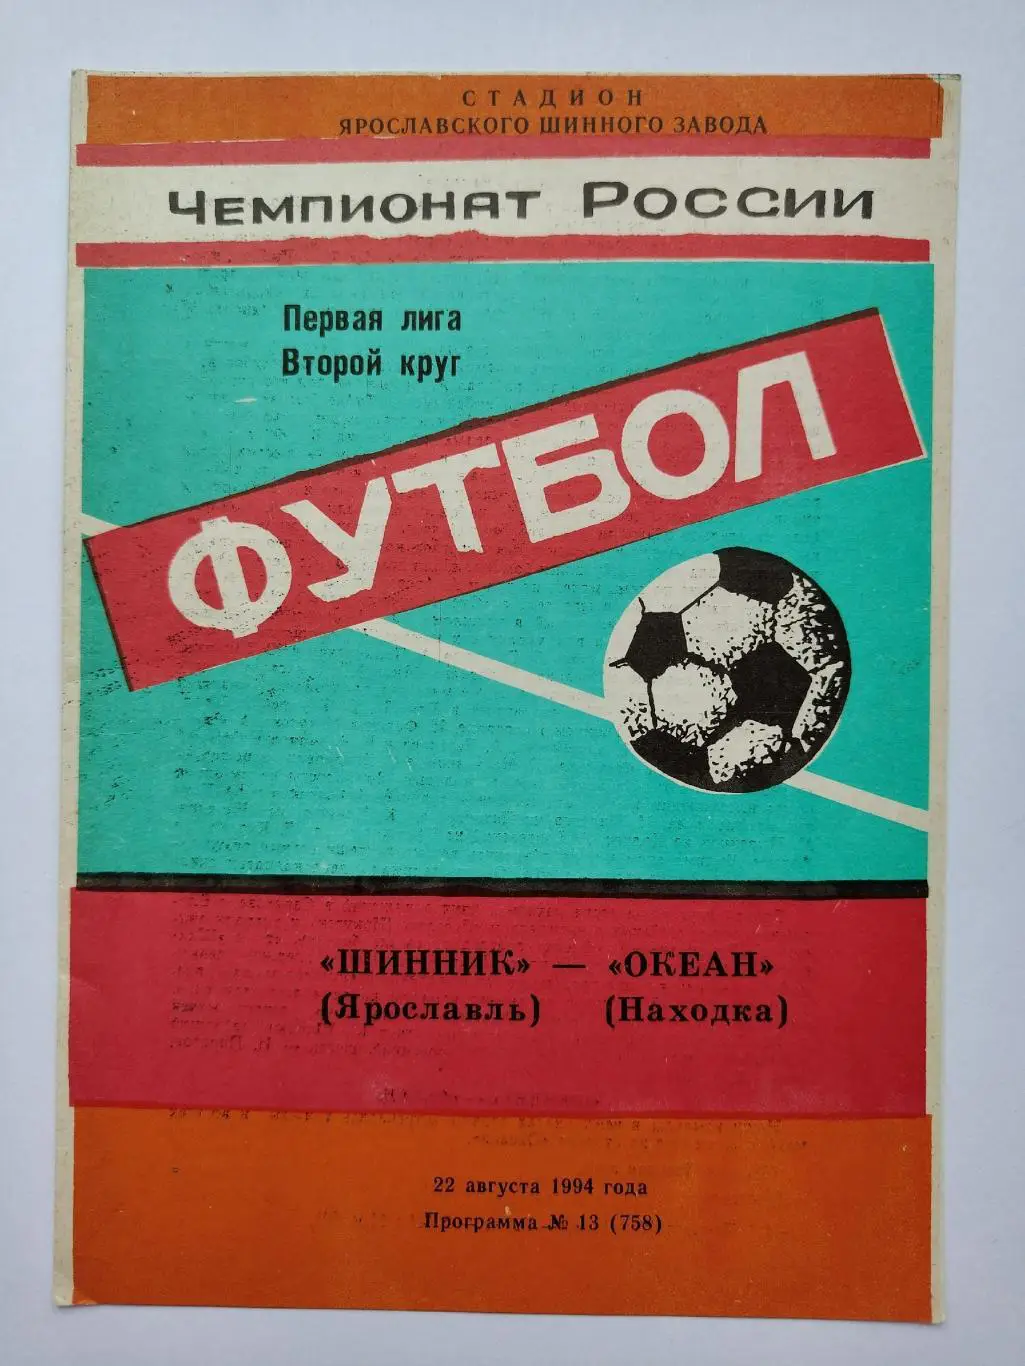 СТАДИОН
ЯРОСЛАВСКОГО ШИННОГО ЗАВОДА
ЧЕМПИОНАТ РОССИИ
Первая лига
Второй круг
ФУТБОЛ
«ШИННИК» — «ОКЕАН»
(Ярославль) (Находка)
22 августа 1994 года
Программа № 13 (758)